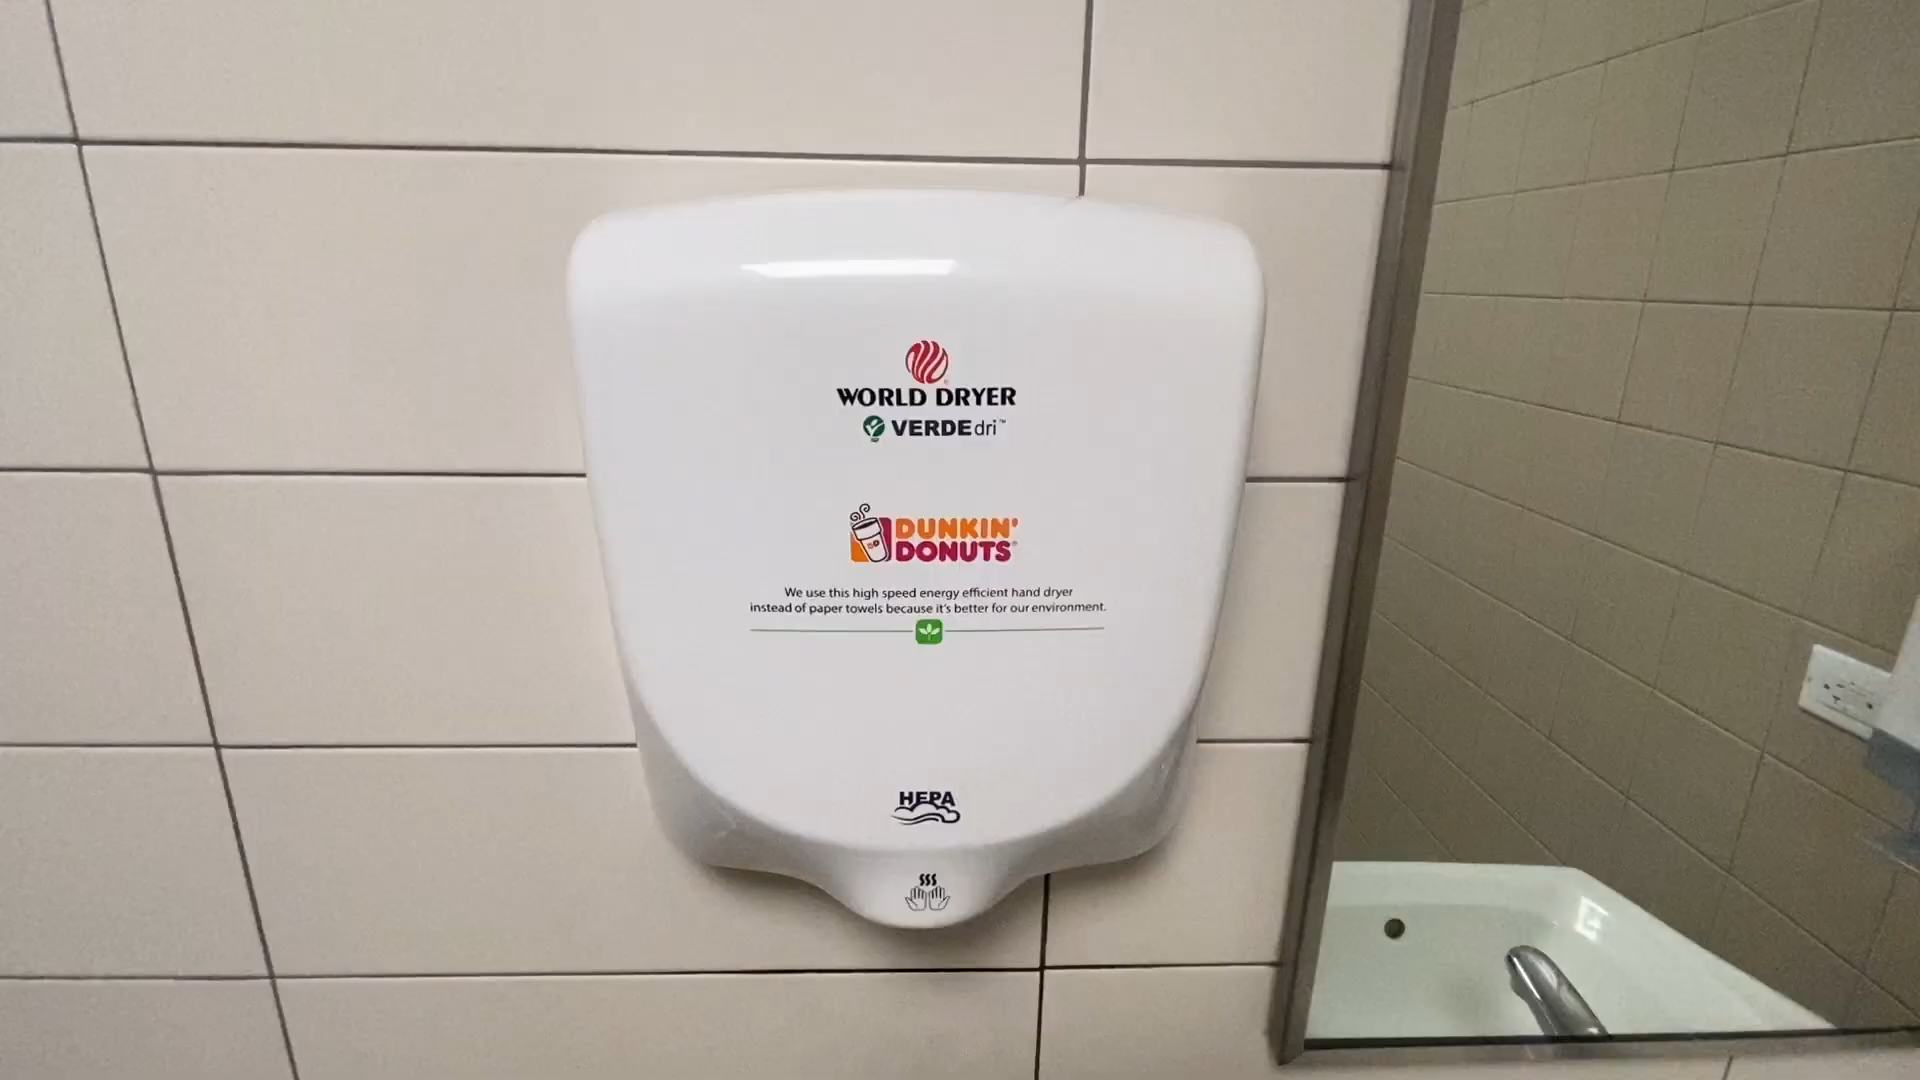 WORLD DRYER
VERDEdri™
DUNKIN'
DONUTS®
We use this high speed energy efficient hand dryer
instead of paper towels because it's better for our environment.
HEPA